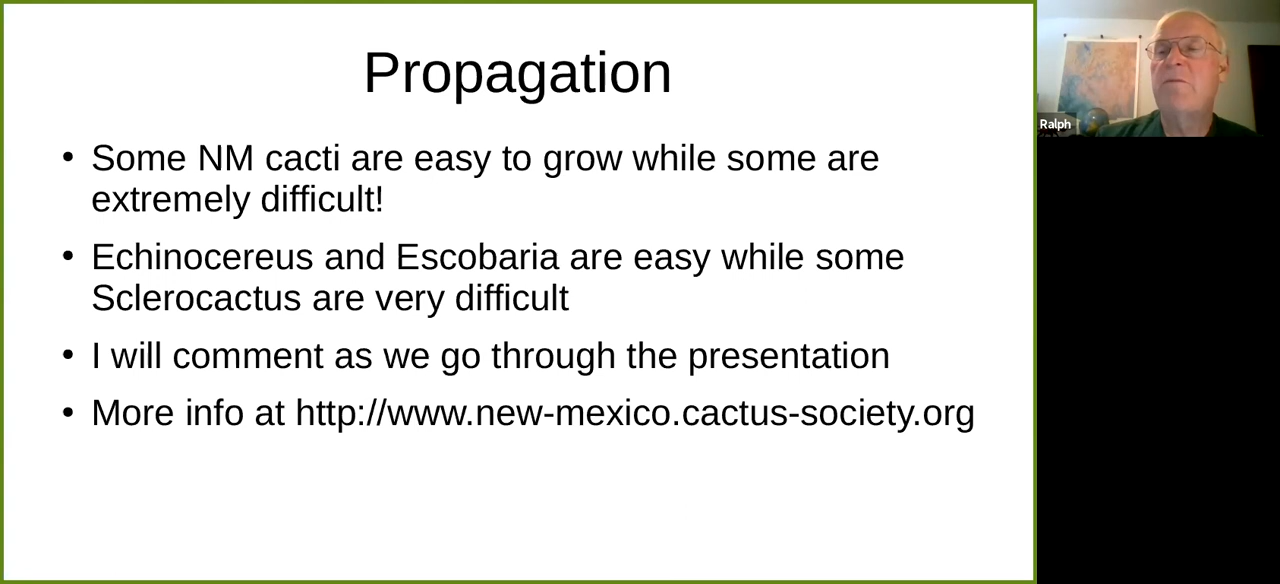 Propagation
• Some NM cacti are easy to grow while some are
extremely difficult!
• Echinocereus and Escobaria are easy while some
Sclerocactus are very difficult
• I will comment as we go through the presentation
• More info at http://www.new-mexico.cactus-society.org
Ralph